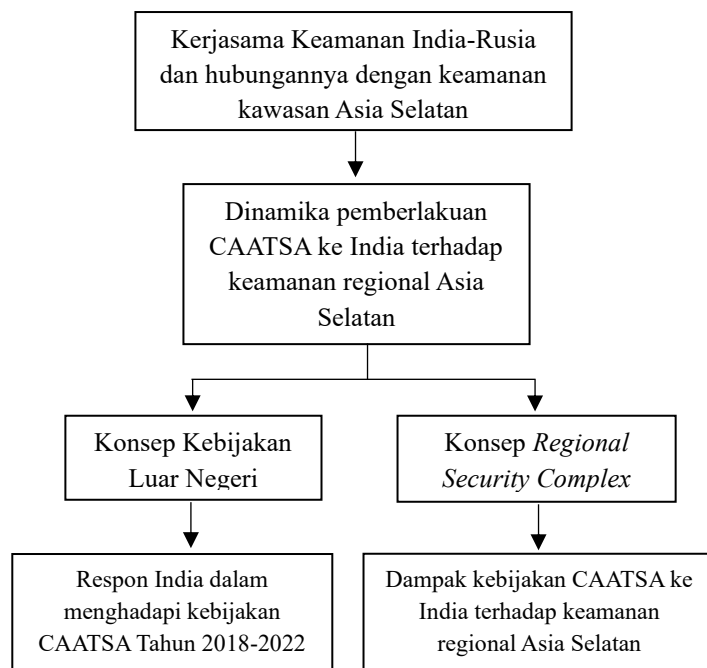 Kerjasama Keamanan India-Rusia
dan hubungannya dengan keamanan
kawasan Asia Selatan
Dinamika pemberlakuan
CAATSA ke India terhadap
keamanan regional Asia
Selatan
Konsep Kebijakan
Luar Negeri
Konsep Regional
Security Complex
Respon India dalam
menghadapi kebijakan
CAATSA Tahun 2018-2022
Dampak kebijakan CAATSA ke
India terhadap keamanan
regional Asia Selatan